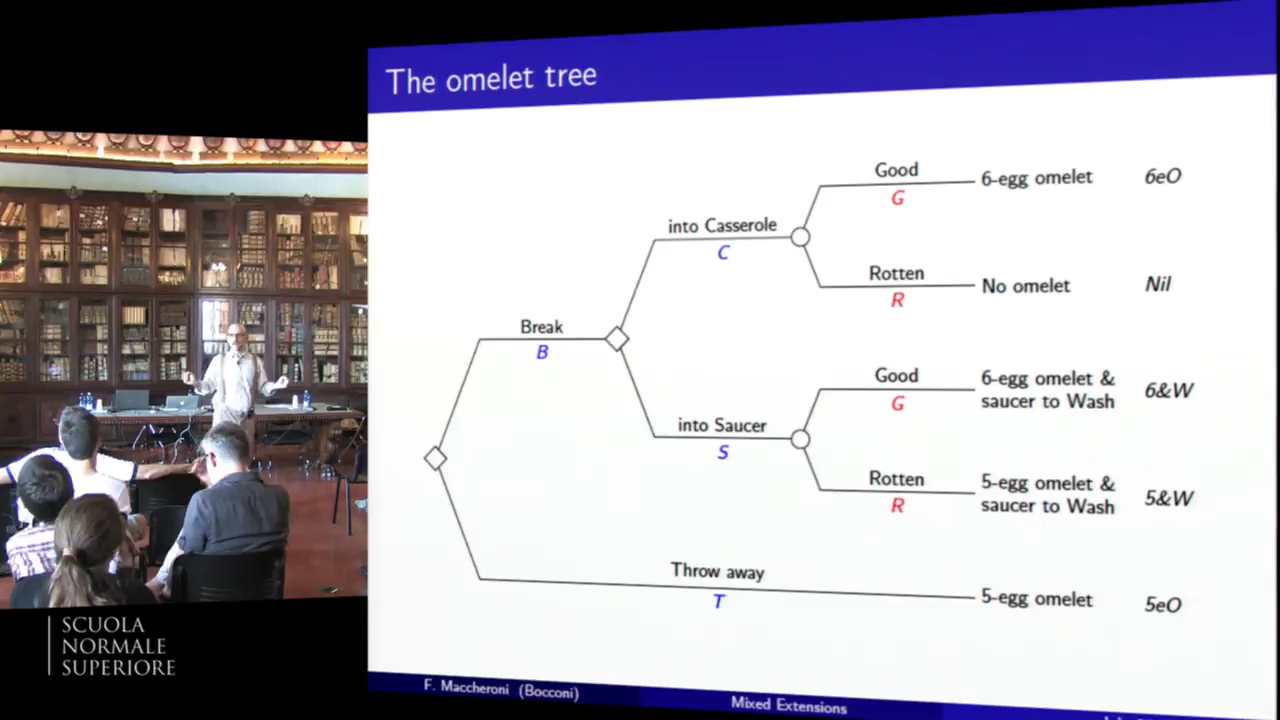 The omelet tree
Good
G
6-egg omelet
6eO
into Casserole
C
Rotten
R
No omelet
Nil
Break
B
Good
G
6-egg omelet &
saucer to Wash
6&W
into Saucer
S
Rotten
R
5-egg omelet &
saucer to Wash
5&W
Throw away
T
5-egg omelet
5eO
SCUOLA
NORMALE
SUPERIORE
F. Maccheroni (Bocconi)
Mixed Extensions